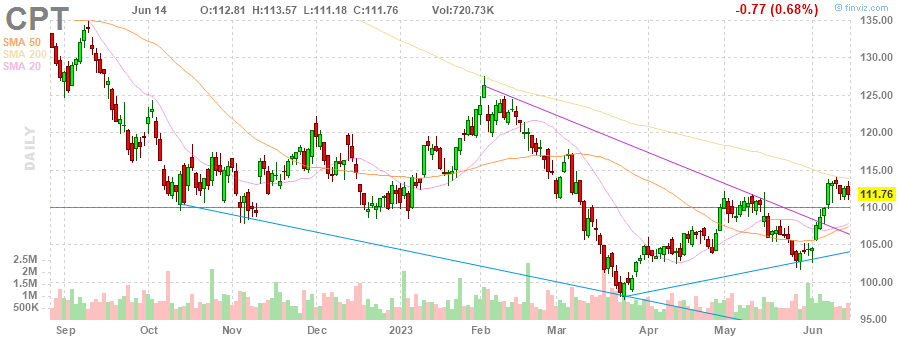 CPT Jun 14 O:112.81 H:113.57 L:111.18 C:111.76 Vol:720.73K -0.77 (0.68%) @ finviz.com
SMA 50
SMA 200
SMA 20
DAILY
135.00
130.00
125.00
120.00
115.00
111.76
110.00
105.00
100.00
95.00
2.5M
2M
1.5M
1M
500K
Sep Oct Nov Dec 2023 Feb Mar Apr May Jun